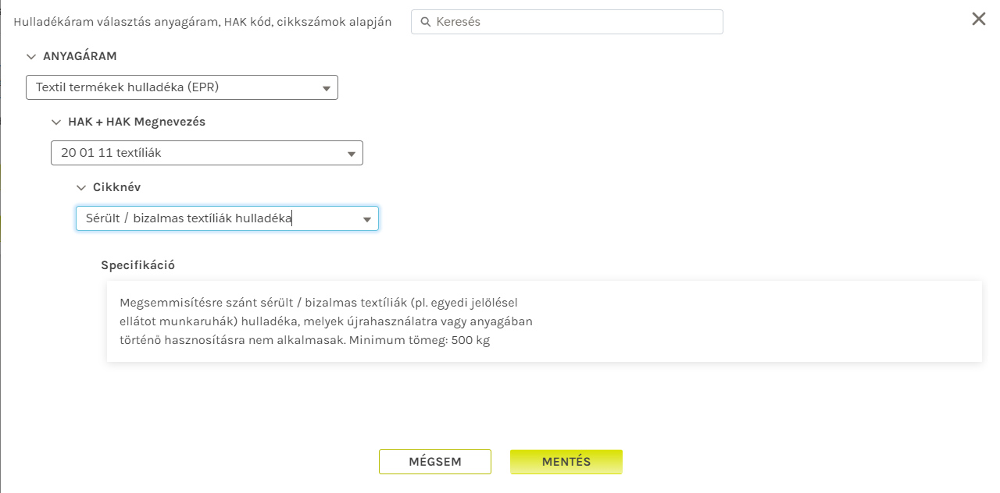 Hulladékáram választás anyagáram, HAK kód, cikkszámok alapján
Keresés
ANYAGÁRAM
Textil termékek hulladéka (EPR)
HAK + HAK Megnevezés
20 01 11 textíliák
Cikknév
Sérült / bizalmas textíliák hulladéka
Specifikáció
Megsemmisítésre szánt sérült / bizalmas textíliák (pl. egyedi jelölésel
ellátot munkaruhák) hulladéka, melyek újrahasználatra vagy anyagában
történő hasznosításra nem alkalmasak. Minimum tömeg: 500 kg
MÉGSEM
MENTÉS